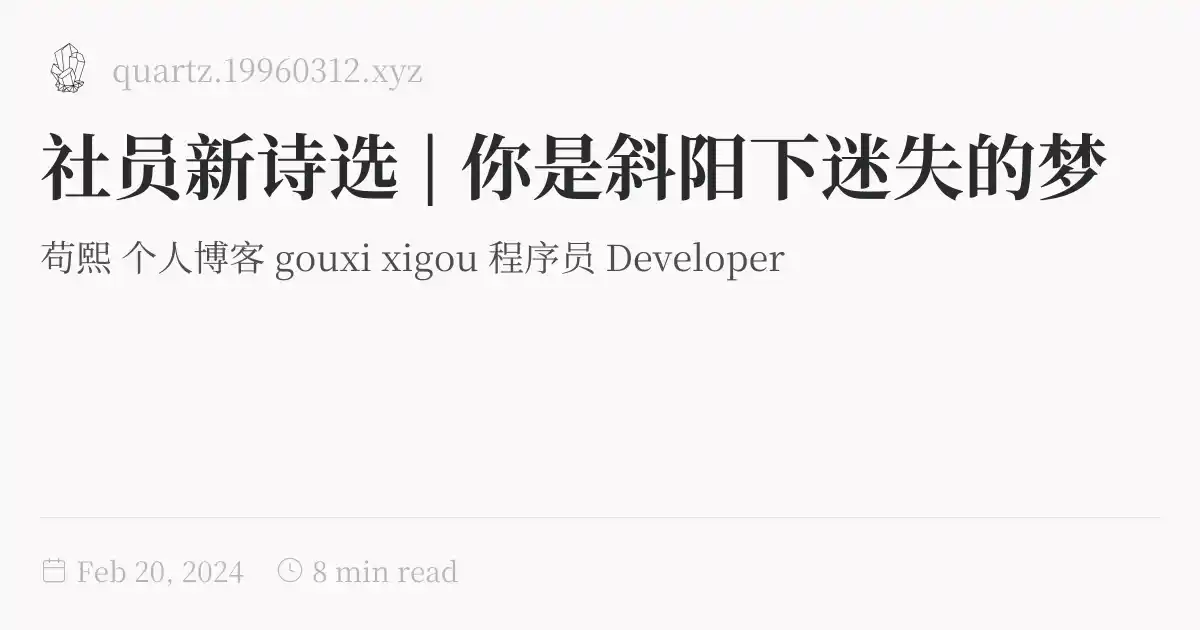 quartz.19960312.xyz
社员新诗选 | 你是斜阳下迷失的梦
苟熙 个人博客 gouxi xigou 程序员 Developer
Feb 20, 2024 8 min read